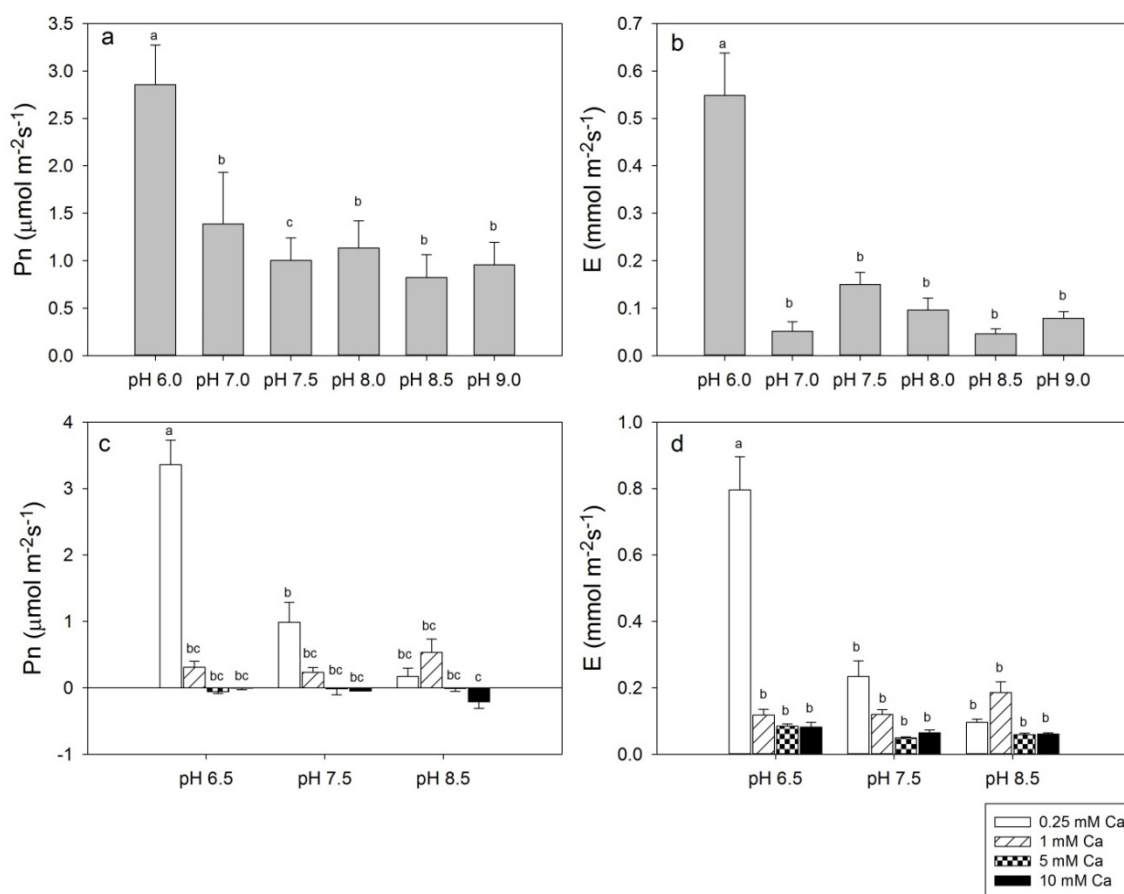 a
Pn (μmol m⁻²s⁻¹)
3.5
3.0
2.5
2.0
1.5
1.0
0.5
0.0
a
b
c
b
b
b
pH 6.0 pH 7.0 pH 7.5 pH 8.0 pH 8.5 pH 9.0
b
E (mmol m⁻²s⁻¹)
0.7
0.6
0.5
0.4
0.3
0.2
0.1
0.0
a
b
b
b
b
b
pH 6.0 pH 7.0 pH 7.5 pH 8.0 pH 8.5 pH 9.0
c
Pn (μmol m⁻²s⁻¹)
4
3
2
1
0
-1
a
bc
bc
bc
b
bc
bc
bc
bc
bc
bc
c
pH 6.5 pH 7.5 pH 8.5
d
E (mmol m⁻²s⁻¹)
1.0
0.8
0.6
0.4
0.2
0.0
a
b
b
b
b
b
b
b
b
b
b
b
pH 6.5 pH 7.5 pH 8.5
0.25 mM Ca
1 mM Ca
5 mM Ca
10 mM Ca